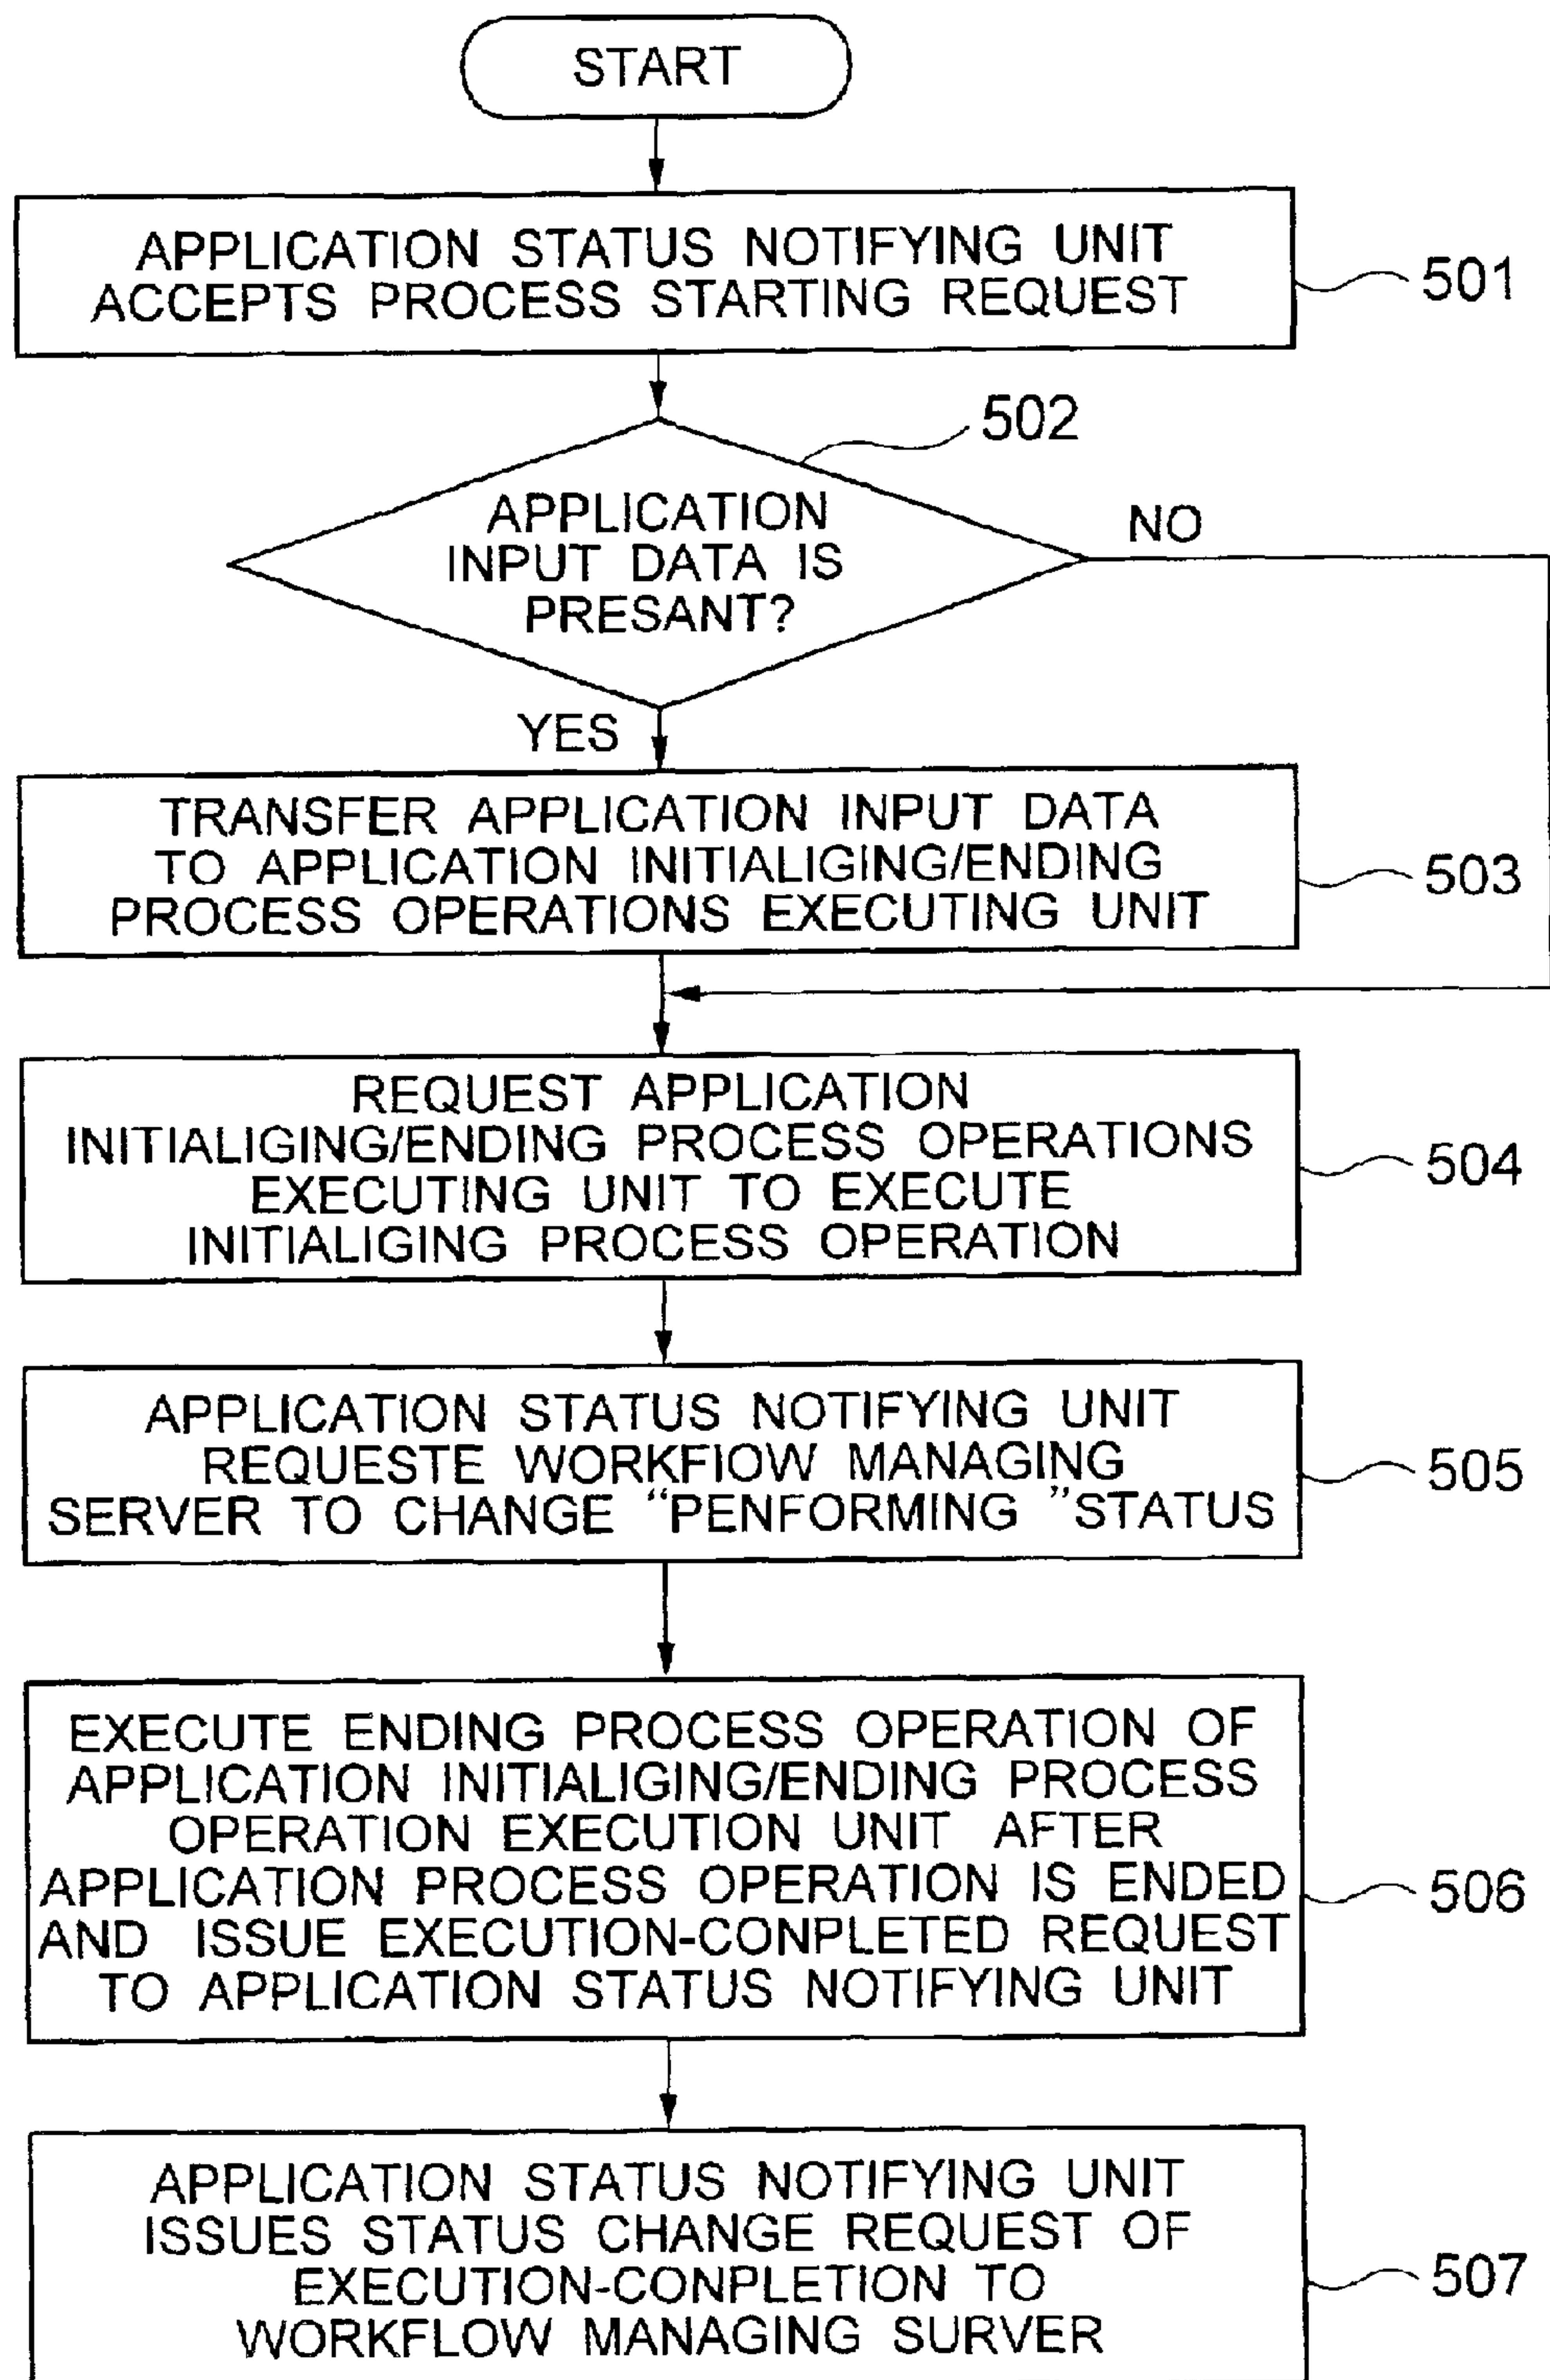 START
APPLICATION STATUS NOTIFYING UNIT
ACCEPTS PROCESS STARTING REQUEST
501
502
APPLICATION
INPUT DATA IS
PRESANT?
NO
YES
TRANSFER APPLICATION INPUT DATA
TO APPLICATION INITIALIGING/ENDING
PROCESS OPERATIONS EXECUTING UNIT
503
REQUEST APPLICATION
INITIALIGING/ENDING PROCESS OPERATIONS
EXECUTING UNIT TO EXECUTE
INITIALIGING PROCESS OPERATION
504
APPLICATION STATUS NOTIFYING UNIT
REQUESTE WORKFIOW MANAGING
SERVER TO CHANGE “PENFORMING ”STATUS
505
EXECUTE ENDING PROCESS OPERATION OF
APPLICATION INITIALIGING/ENDING PROCESS
OPERATION EXECUTION UNIT AFTER
APPLICATION PROCESS OPERATION IS ENDED
AND ISSUE EXECUTION-CONPLETED REQUEST
TO APPLICATION STATUS NOTIFYING UNIT
506
APPLICATION STATUS NOTIFYING UNIT
ISSUES STATUS CHANGE REQUEST OF
EXECUTION-CONPLETION TO
WORKFLOW MANAGING SURVER
507